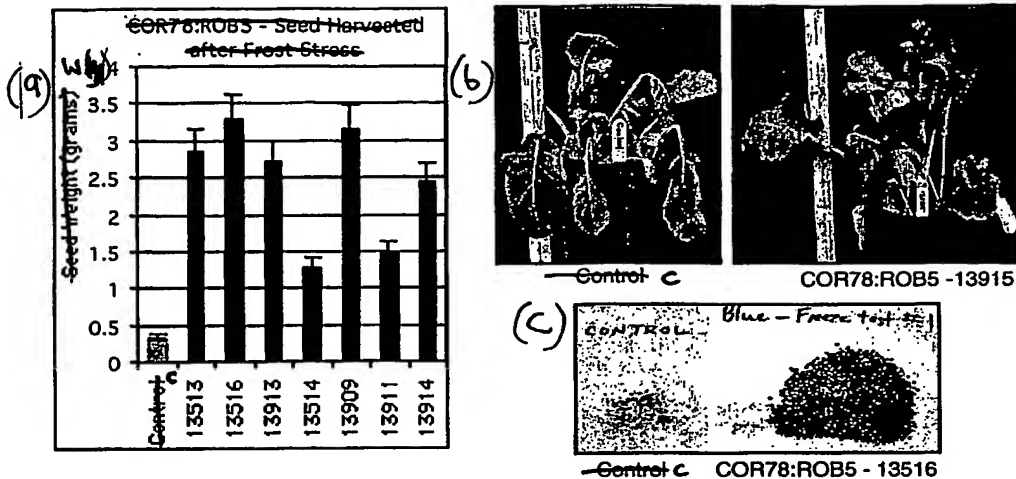 COR78:ROB5 - Seed Harvested
after Frost Stress
(a)
W(g)
Seed Weight (grams)
4
3.5
3
2.5
2
1.5
1
0.5
0
Control c
13513
13516
13913
13514
13909
13911
13914
(b)
Control C
COR78:ROB5 -13915
(C)
CONTROL
Blue - Freeze test #1
Control C
COR78:ROB5 - 13516